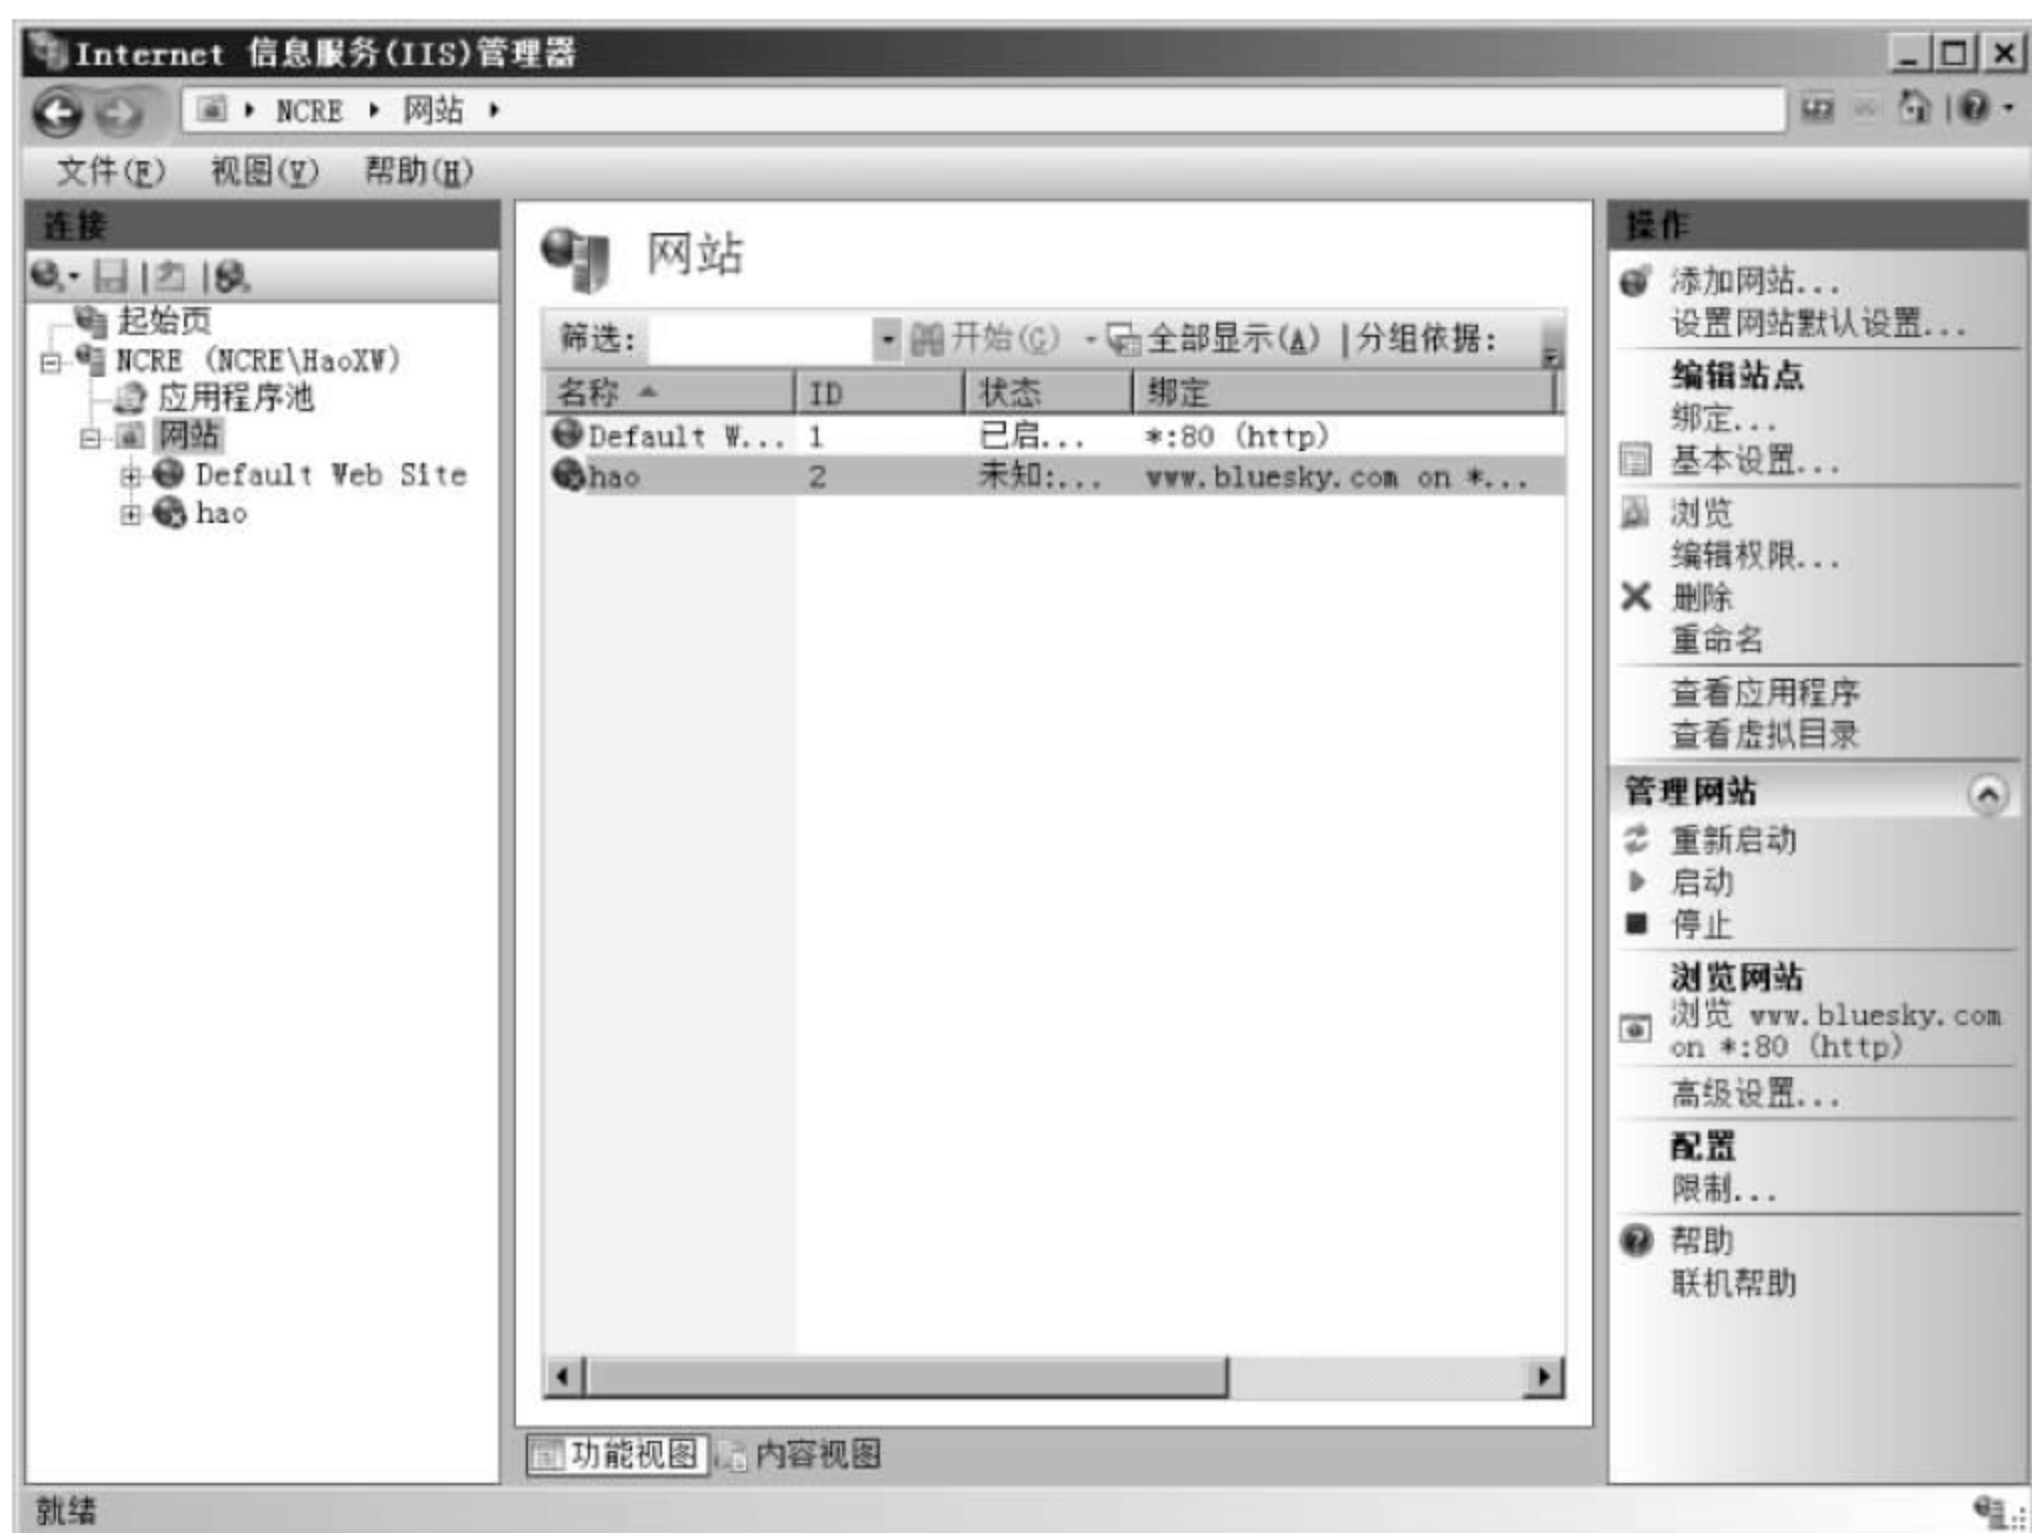 Internet 信息服务(IIS)管理器
NCRE 网站
文件(F) 视图(V) 帮助(H)
连接
起始页
NCRE (NCRE\HaoXW)
应用程序池
网站
Default Web Site
hao
网站
筛选: 开始(G) 全部显示(A) |分组依据:
名称 ID 状态 绑定
Default W... 1 已启... *:80 (http)
hao 2 未知:... www.bluesky.com on *...
功能视图 内容视图
操作
添加网站...
设置网站默认设置...
编辑站点
绑定...
基本设置...
浏览
编辑权限...
删除
重命名
查看应用程序
查看虚拟目录
管理网站
重新启动
启动
停止
浏览网站
浏览 www.bluesky.com
on *:80 (http)
高级设置...
配置
限制...
帮助
联机帮助
就绪